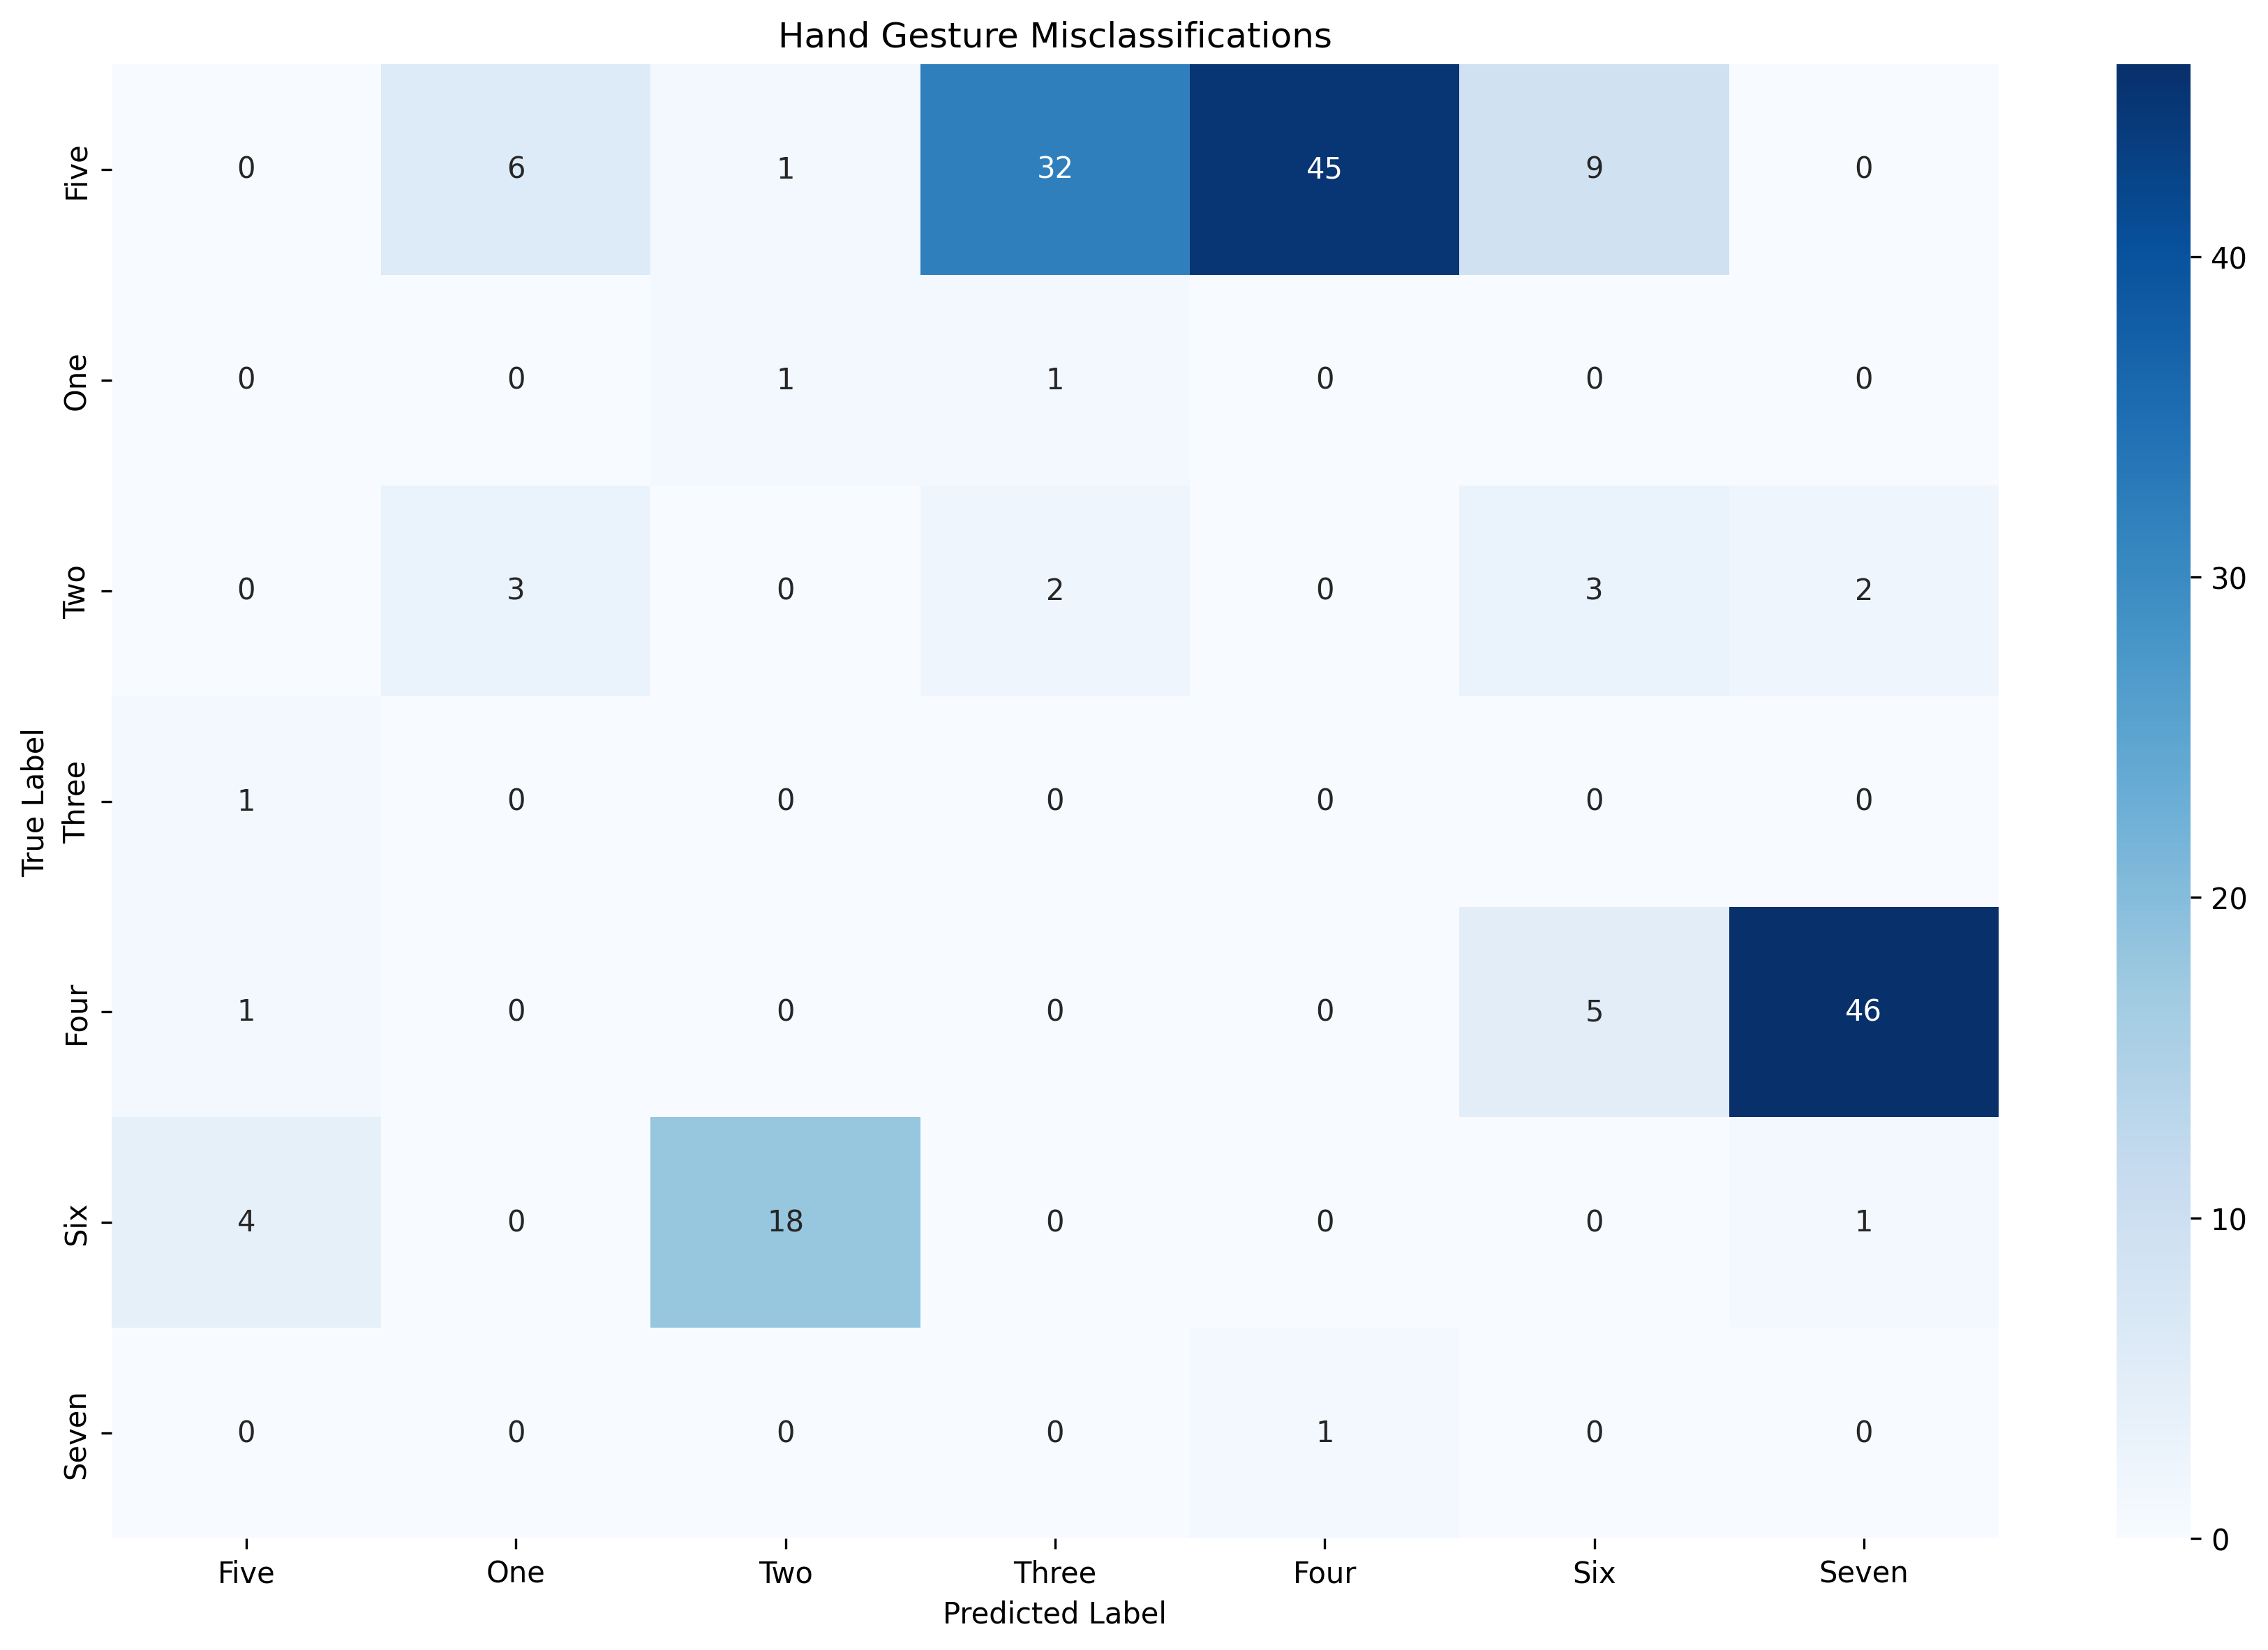 Hand Gesture Misclassifications
True Label
Five 0 6 1 32 45 9 0
One 0 0 1 1 0 0 0
Two 0 3 0 2 0 3 2
Three 1 0 0 0 0 0 0
Four 1 0 0 0 0 5 46
Six 4 0 18 0 0 0 1
Seven 0 0 0 0 1 0 0
Five One Two Three Four Six Seven
Predicted Label
40
30
20
10
0